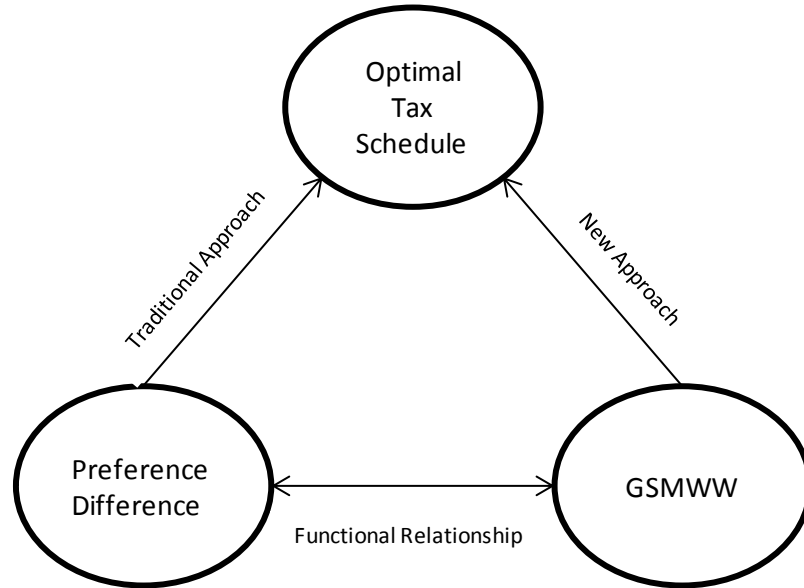 Optimal
Tax
Schedule
Traditional Approach
New Approach
Preference
Difference
GSMWW
Functional Relationship